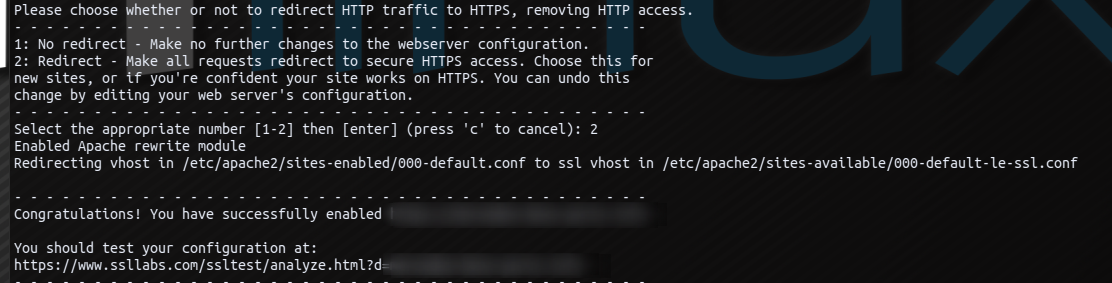 Please choose whether or not to redirect HTTP traffic to HTTPS, removing HTTP access.
- - - - - - - - - - - - - - - - - - - - - - - - - - - - - - - - - - - - - - - -
1: No redirect - Make no further changes to the webserver configuration.
2: Redirect - Make all requests redirect to secure HTTPS access. Choose this for
new sites, or if you're confident your site works on HTTPS. You can undo this
change by editing your web server's configuration.
- - - - - - - - - - - - - - - - - - - - - - - - - - - - - - - - - - - - - - - -
Select the appropriate number [1-2] then [enter] (press 'c' to cancel): 2
Enabled Apache rewrite module
Redirecting vhost in /etc/apache2/sites-enabled/000-default.conf to ssl vhost in /etc/apache2/sites-available/000-default-le-ssl.conf
- - - - - - - - - - - - - - - - - - - - - - - - - - - - - - - - - - - - - - - -
Congratulations! You have successfully enabled
You should test your configuration at:
https://www.ssllabs.com/ssltest/analyze.html?d=
- - - - - - - - - - - - - - - - - - - - - - - - - - - - - - - - - - - - - - - -